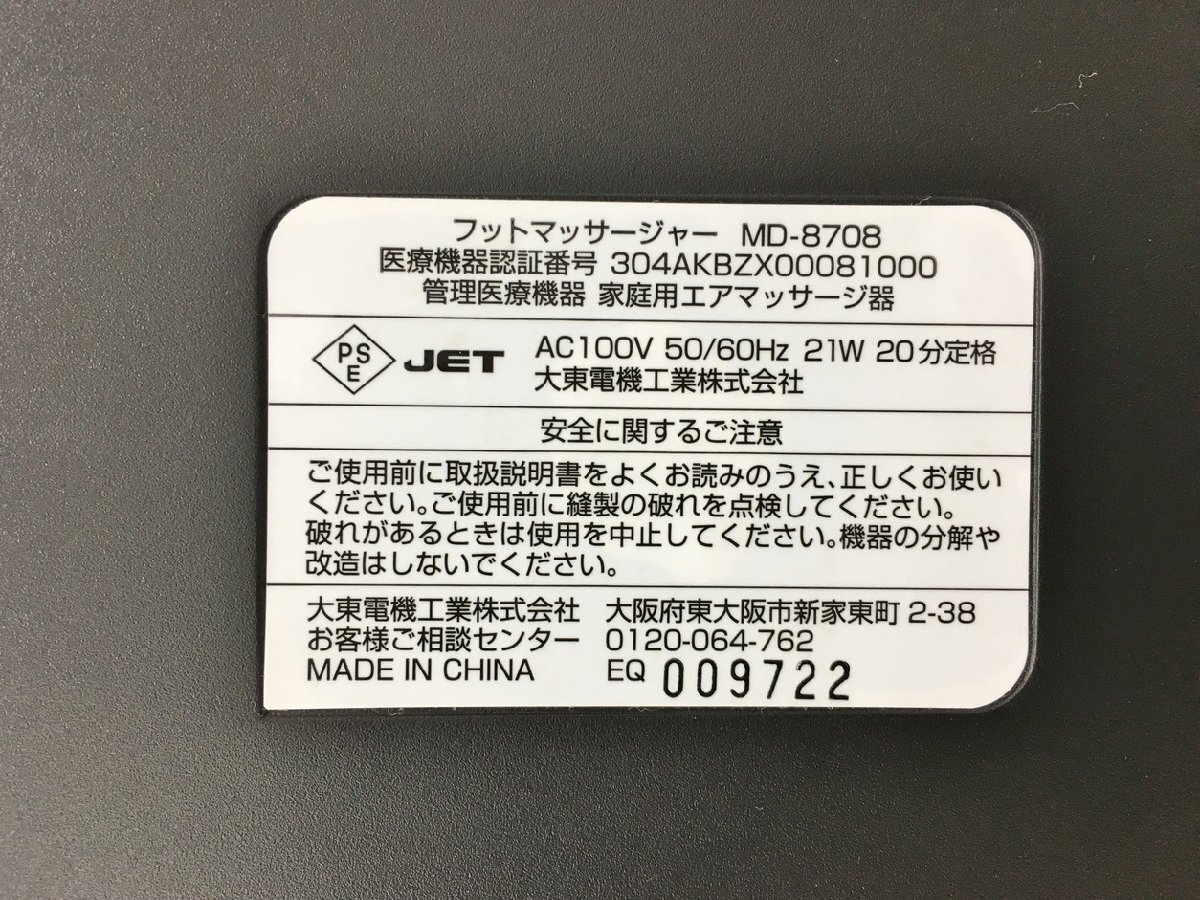 フットマッサージャー MD-8708
医療機器認証番号 304AKBZX00081000
管理医療機器 家庭用エアマッサージ器
PS
E
JET
AC100V 50/60Hz 21W 20分定格
大東電機工業株式会社
安全に関するご注意
ご使用前に取扱説明書をよくお読みのうえ、正しくお使い
ください。ご使用前に縫製の破れを点検してください。
破れがあるときは使用を中止してください。機器の分解や
改造はしないでください。
大東電機工業株式会社 大阪府東大阪市新家東町 2-38
お客様ご相談センター 0120-064-762
MADE IN CHINA EQ 009722